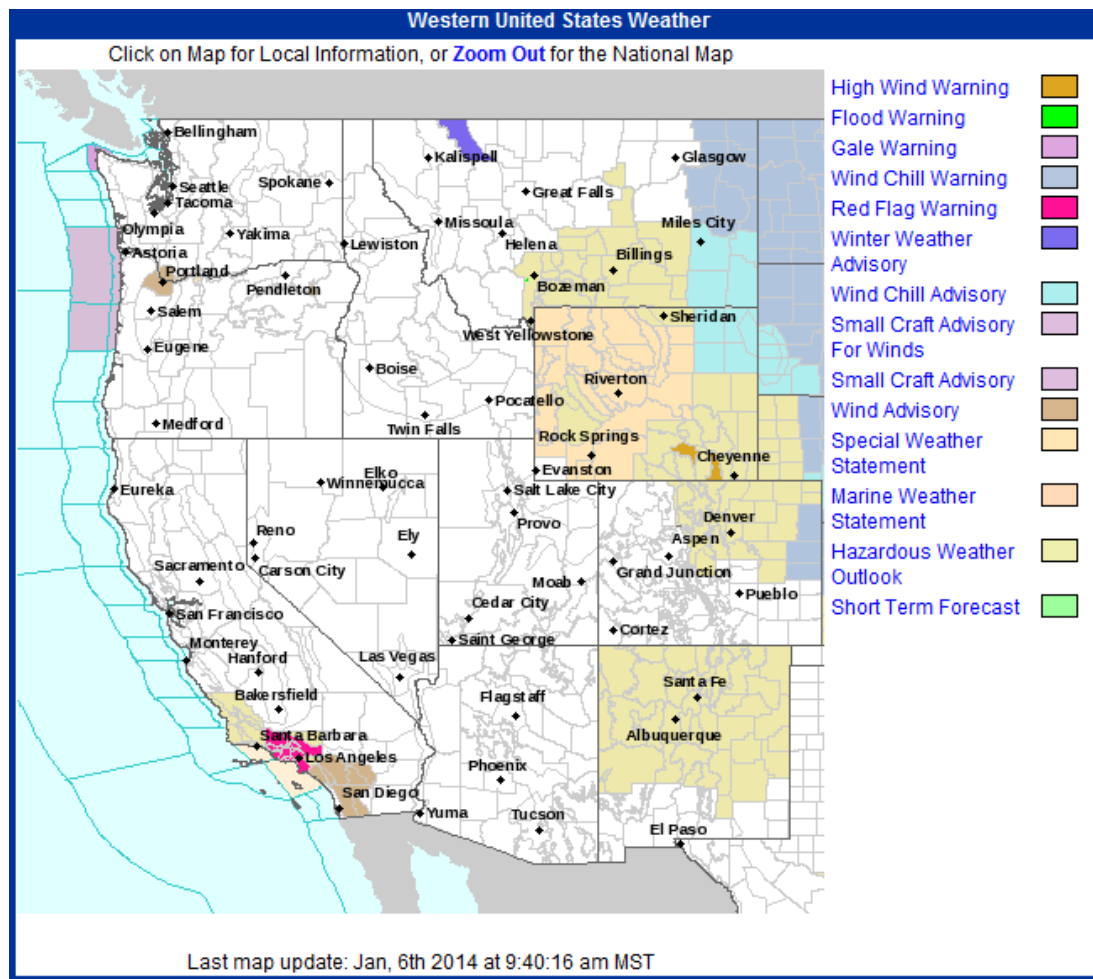 Western United States Weather
Click on Map for Local Information, or Zoom Out for the National Map
High Wind Warning
Flood Warning
Gale Warning
Wind Chill Warning
Red Flag Warning
Winter Weather
Advisory
Wind Chill Advisory
Small Craft Advisory
For Winds
Small Craft Advisory
Wind Advisory
Special Weather
Statement
Marine Weather
Statement
Hazardous Weather
Outlook
Short Term Forecast
Bellingham
Kalispell
Glasgow
Seattle
Spokane
Great Falls
Tacoma
Olympia
Yakima
Missoula
Miles City
Helena
Lewiston
Astoria
Portland
Billings
Pendleton
Bozeman
Salem
Sheridan
West Yellowstone
Eugene
Boise
Riverton
Pocatello
Medford
Twin Falls
Rock Springs
Cheyenne
Evanston
Elko
Winnemucca
Eureka
Salt Lake City
Provo
Denver
Reno
Ely
Aspen
Carson City
Grand Junction
Sacramento
Moab
Pueblo
San Francisco
Cedar City
Cortez
Saint George
Monterey
Hanford
Las Vegas
Santa Fe
Bakersfield
Flagstaff
Santa Barbara
Albuquerque
Los Angeles
Phoenix
San Diego
Yuma
Tucson
El Paso
Last map update: Jan, 6th 2014 at 9:40:16 am MST